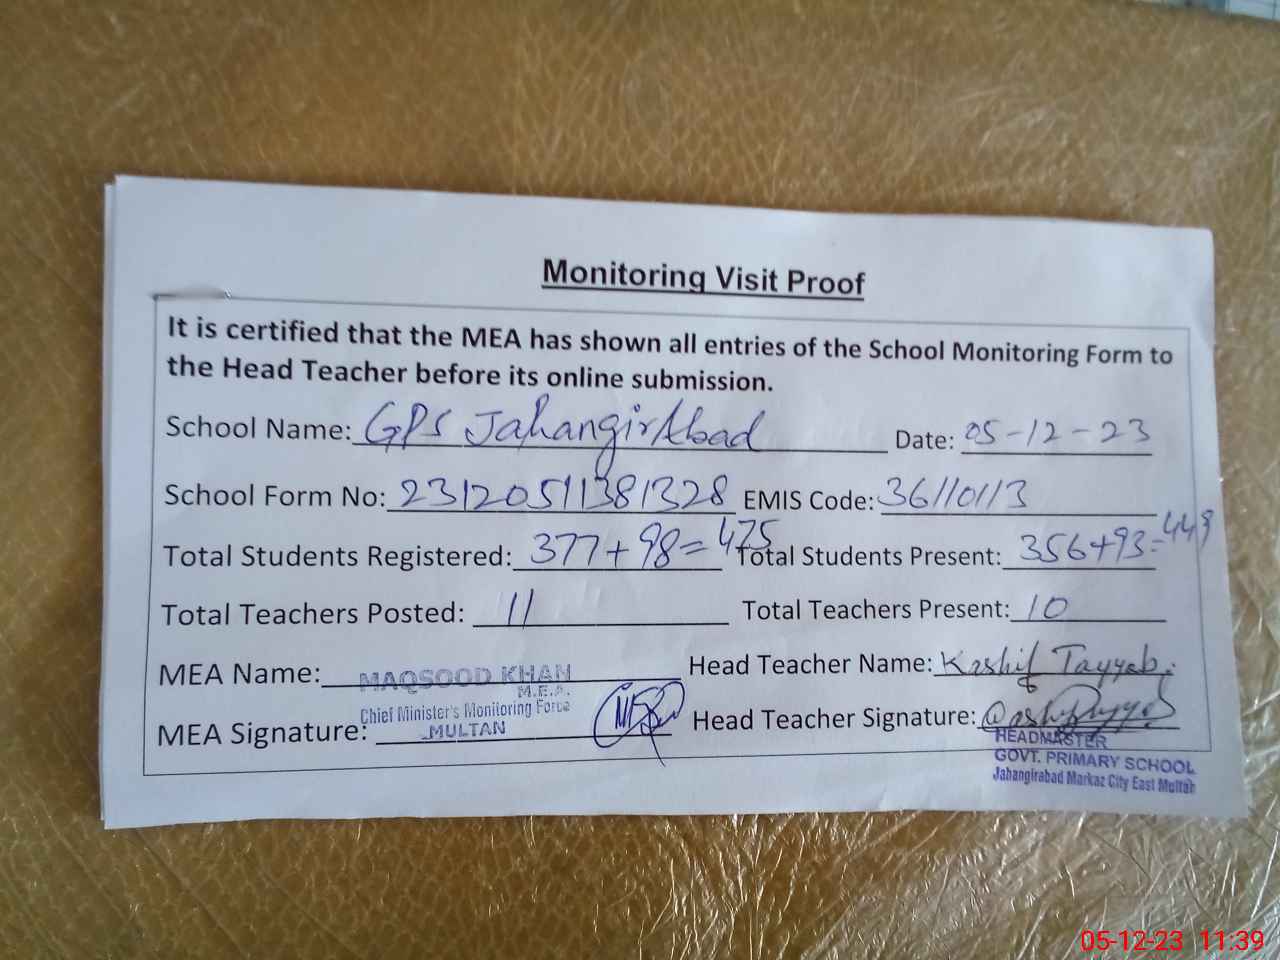 Monitoring Visit Proof
It is certified that the MEA has shown all entries of the School Monitoring Form to
the Head Teacher before its online submission.
School Name: GPS JahangirAbad Date: 05-12-23
School Form No: 23120511381328 EMIS Code: 36110113
Total Students Registered: 377+98=475 Total Students Present: 356+93=449
Total Teachers Posted: 11 Total Teachers Present: 10
MEA Name: MAQSOOD KHAN Head Teacher Name: Kashif Tayyab.
M.E.A.
Chief Minister's Monitoring Force
MEA Signature: MULTAN Head Teacher Signature:
HEADMASTER
GOVT. PRIMARY SCHOOL
Jahangirabad Markaz City East Multan
05-12-23 11:39